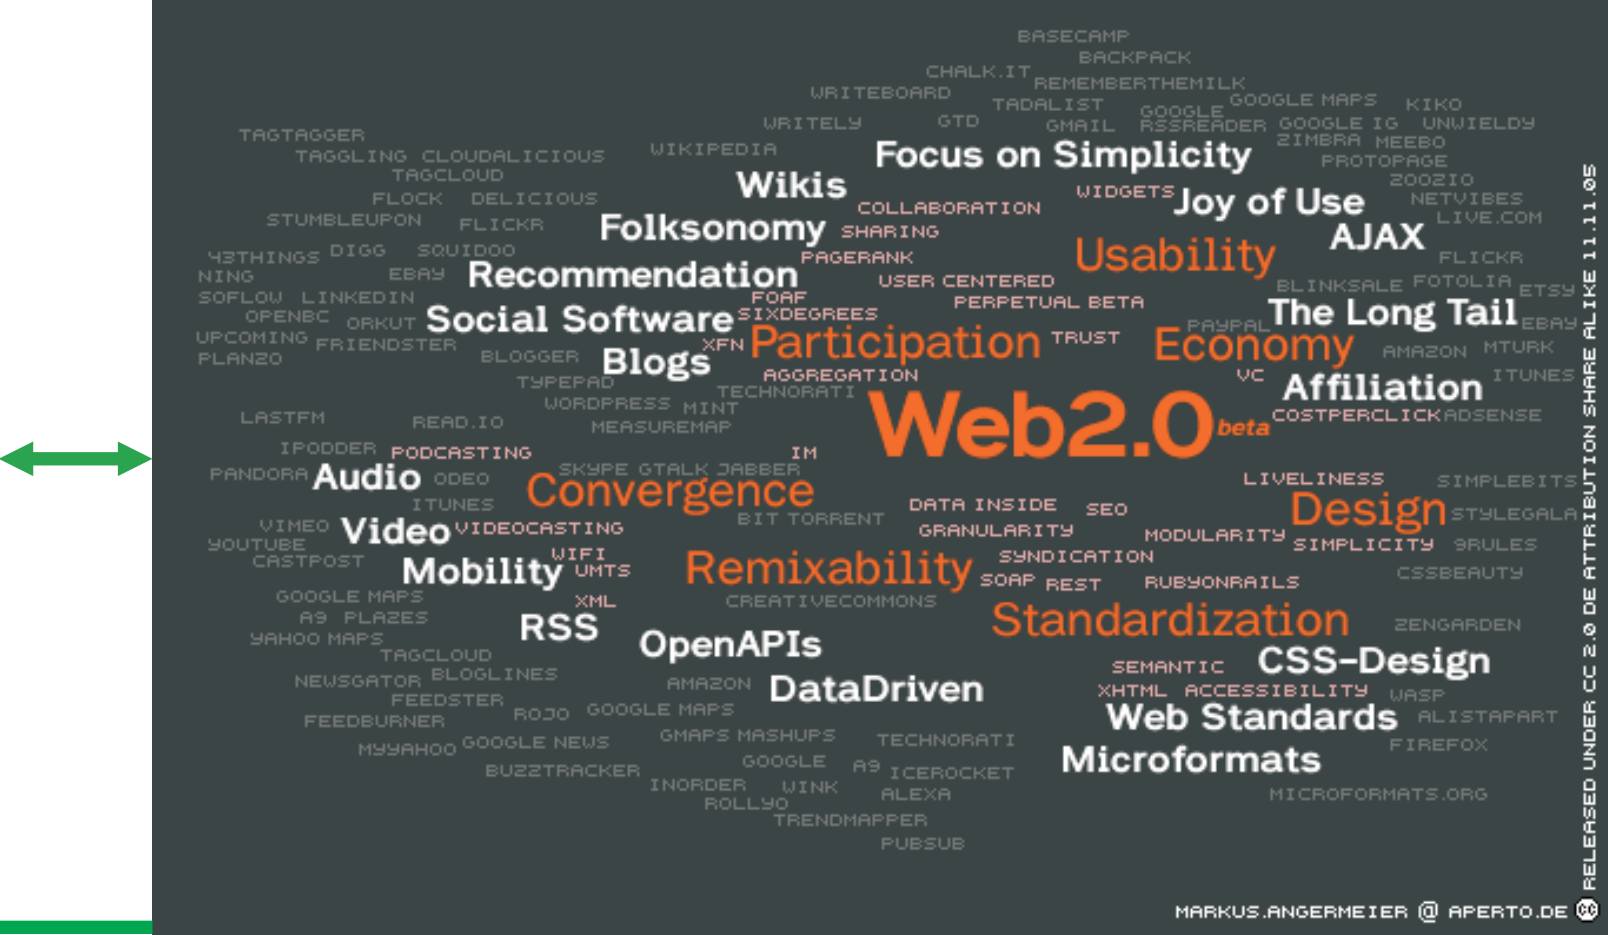 BASECAMP
BACKPACK
CHALK.IT
REMEMBERTHEMILK
WRITEBOARD
TADALIST
GOOGLE
GOOGLE MAPS
KIKO
WRITELY
GTD
GMAIL
RSSREADER
GOOGLE IG
UNWIELDY
TAGTAGGER
WIKIPEDIA
Focus on Simplicity
ZIMBRA
MEEBO
TAGGLING
CLOUDALICIOUS
PROTOPAGE
TAGCLOUD
Wikis
WIDGETS
ZOOZIO
FLOCK
DELICIOUS
COLLABORATION
Joy of Use
NETVIBES
STUMBLEUPON
FLICKR
Folksonomy
SHARING
LIVE.COM
AJAX
43THINGS
DIGG
SQUIDOO
PAGERANK
Usability
FLICKR
NING
EBAY
Recommendation
USER CENTERED
BLINKSALE
FOTOLIA
ETSY
SOFLOW
LINKEDIN
FOAF
PERPETUAL BETA
OPENBC
ORKUT
Social Software
SIXDEGREES
PAYPAL
The Long Tail
EBAY
UPCOMING
FRIENDSTER
XFN
Participation
TRUST
Economy
AMAZON
MTURK
PLANZO
BLOGGER
Blogs
TYPEPAD
AGGREGATION
VC
ITUNES
TECHNORATI
Affiliation
WORDPRESS
MINT
LASTFM
READ.IO
MEASUREMAP
Web2.0 beta
COSTPERCLICK
ADSENSE
IPODDER
PODCASTING
IM
PANDORA
Audio
ODEO
SKYPE GTALK JABBER
LIVELINESS
SIMPLEBITS
ITUNES
Convergence
DATA INSIDE
SEO
Design
STYLEGALA
VIMEO
Video
VIDEOCASTING
BIT TORRENT
GRANULARITY
MODULARITY
SIMPLICITY
9RULES
YOUTUBE
CASTPOST
WIFI
SYNDICATION
Mobility
UMTS
Remixability
SOAP
REST
RUBYONRAILS
CSSBEAUTY
GOOGLE MAPS
XML
CREATIVECOMMONS
A9
PLAZES
RSS
Standardization
ZENGARDEN
YAHOO MAPS
OpenAPIs
TAGCLOUD
SEMANTIC
CSS-Design
NEWSGATOR
BLOGLINES
AMAZON
DataDriven
XHTML
ACCESSIBILITY
WASP
FEEDSTER
FEEDBURNER
ROJO
GOOGLE MAPS
Web Standards
ALISTAPART
MYYAHOO
GOOGLE NEWS
GMAPS MASHUPS
TECHNORATI
FIREFOX
BUZZTRACKER
GOOGLE
A9
ICEROCKET
Microformats
INORDER
WINK
ALEXA
MICROFORMATS.ORG
ROLLYO
TRENDMAPPER
PUBSUB
MARKUS.ANGERMEIER @ APERTO.DE
cc
RELEASED UNDER CC 2.0 DE ATTRIBUTION SHARE ALIKE 11.11.05